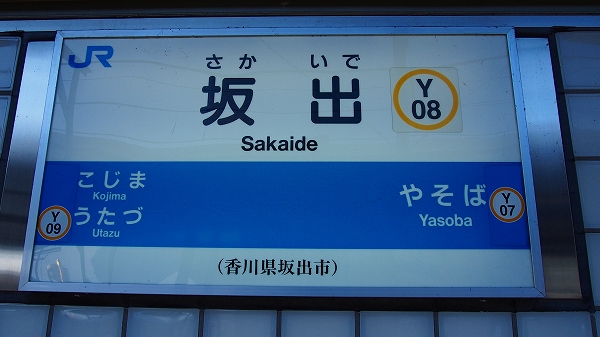 JR
さか いで
坂出
Y
08
Sakaide
こじま
Kojima
Y
09
うたづ
Utazu
やそば
Yasoba
Y
07
（香川県坂出市）